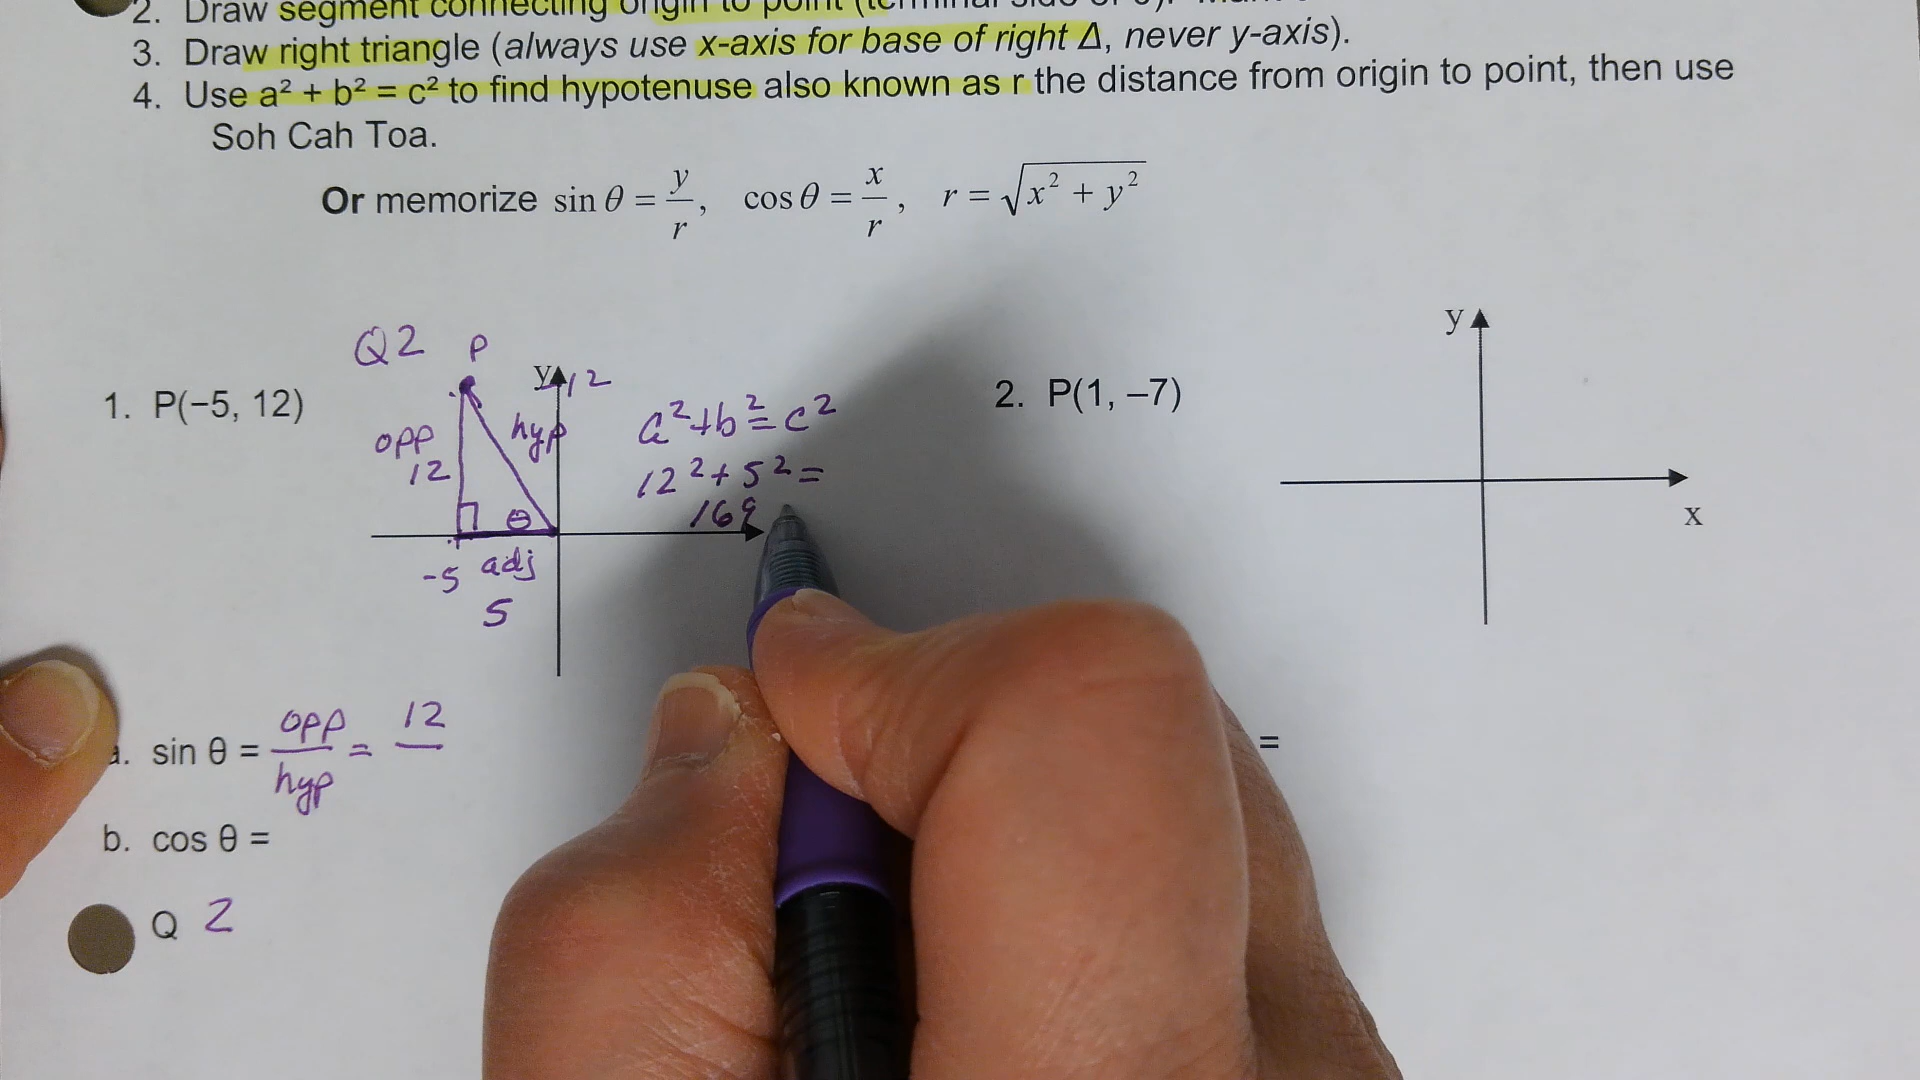 2. Draw segment connecting origin to point (terminal side of
3. Draw right triangle (always use x-axis for base of right Δ, never y-axis).
4. Use a² + b² = c² to find hypotenuse also known as r the distance from origin to point, then use
Soh Cah Toa.
Or memorize sin θ = y/r, cos θ = x/r, r = √x² + y²
Q2 P
y 12
1. P(−5, 12)
opp 12
hyp
θ
-5 adj
5
a² + b² = c²
12² + 5² =
169
2. P(1, −7)
y
x
a. sin θ = opp/hyp = 12
=
b. cos θ =
Q 2